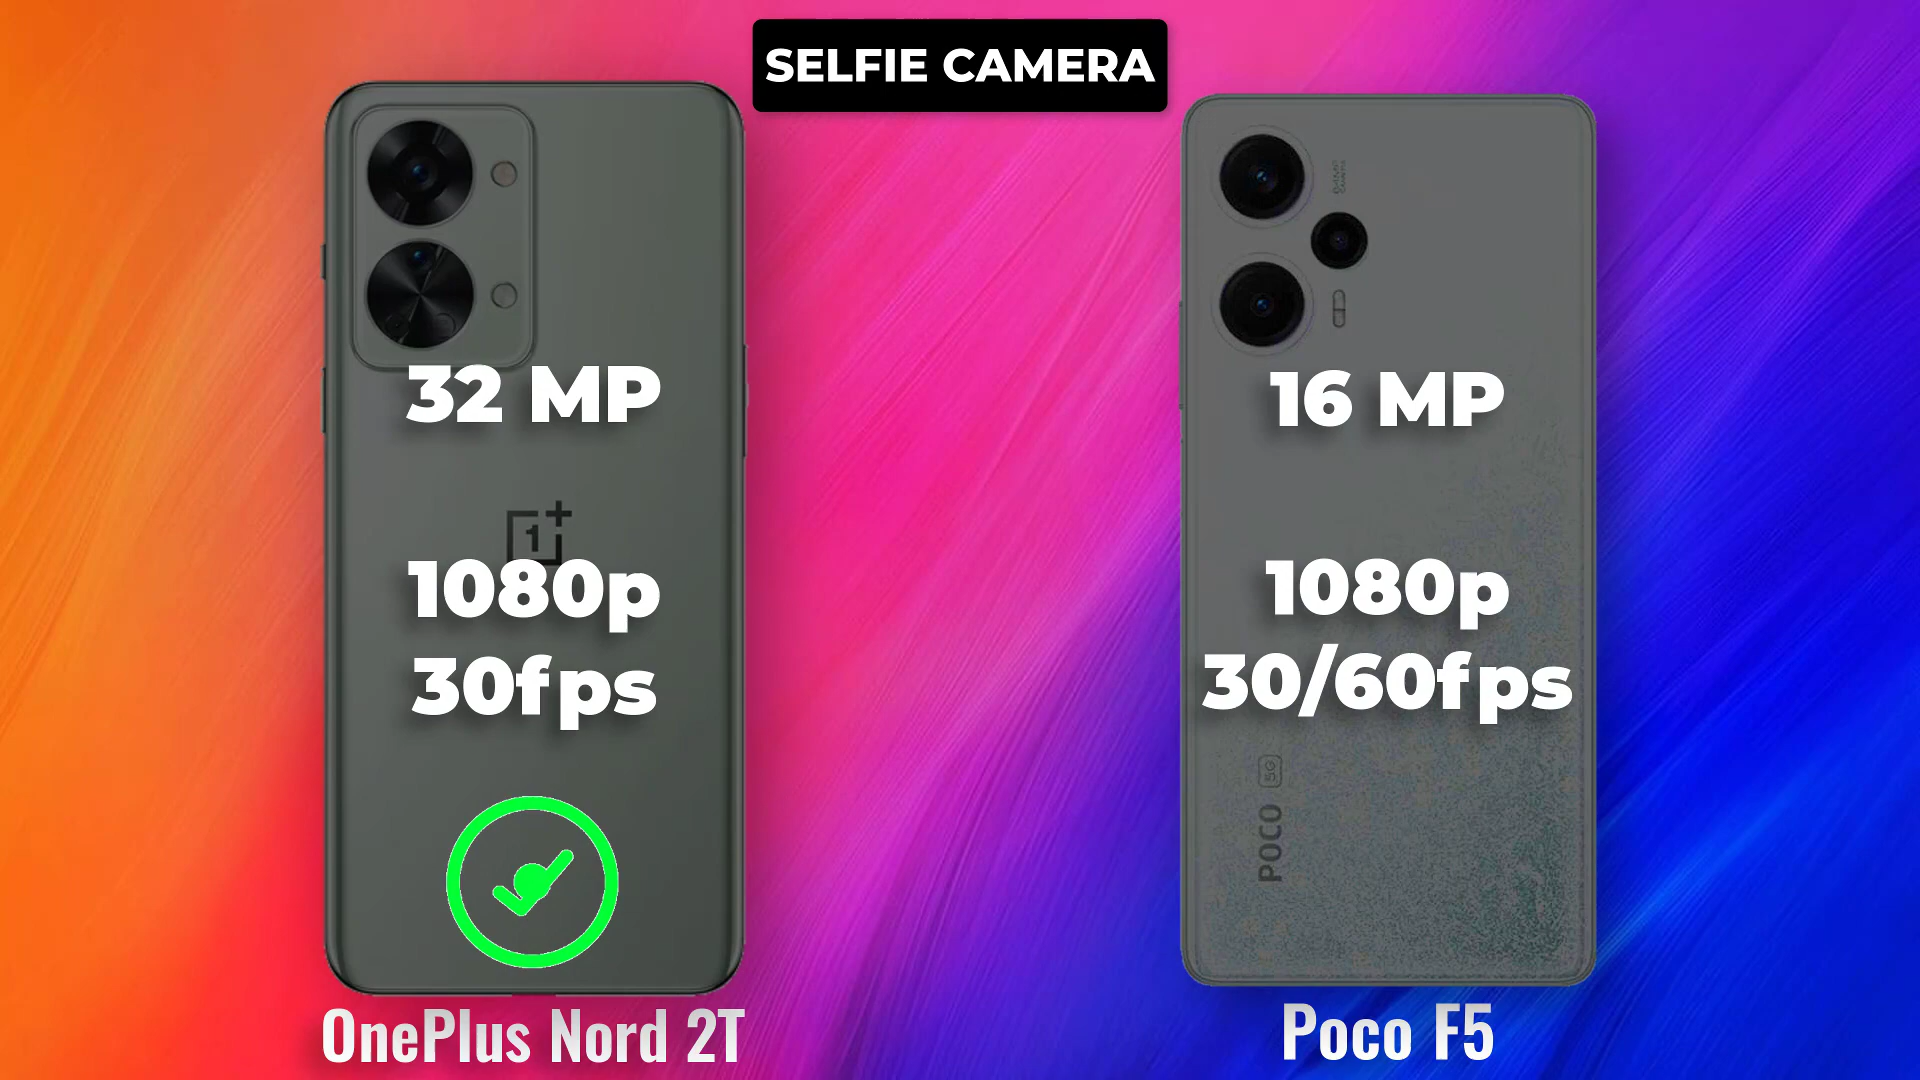 SELFIE CAMERA
32 MP
1080p
30fps
OnePlus Nord 2T
16 MP
1080p
30/60fps
POCO 5G
Poco F5